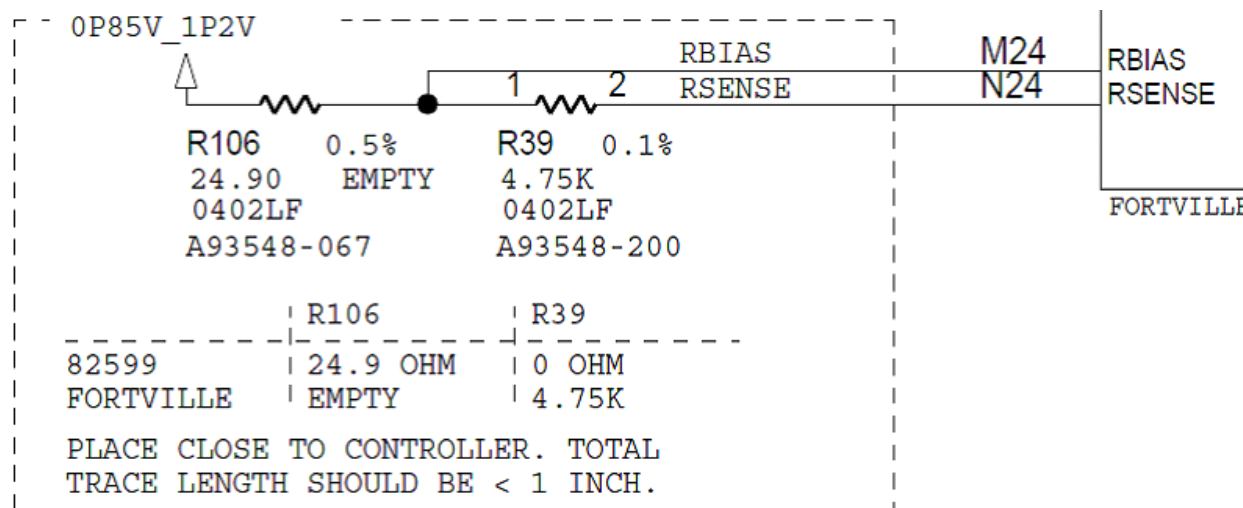 0P85V_1P2V
RBIAS M24 RBIAS
1 2 RSENSE N24 RSENSE
R106 0.5% R39 0.1%
24.90 EMPTY 4.75K
0402LF 0402LF FORTVILLE
A93548-067 A93548-200
R106 R39
82599 24.9 OHM 0 OHM
FORTVILLE EMPTY 4.75K
PLACE CLOSE TO CONTROLLER. TOTAL
TRACE LENGTH SHOULD BE < 1 INCH.